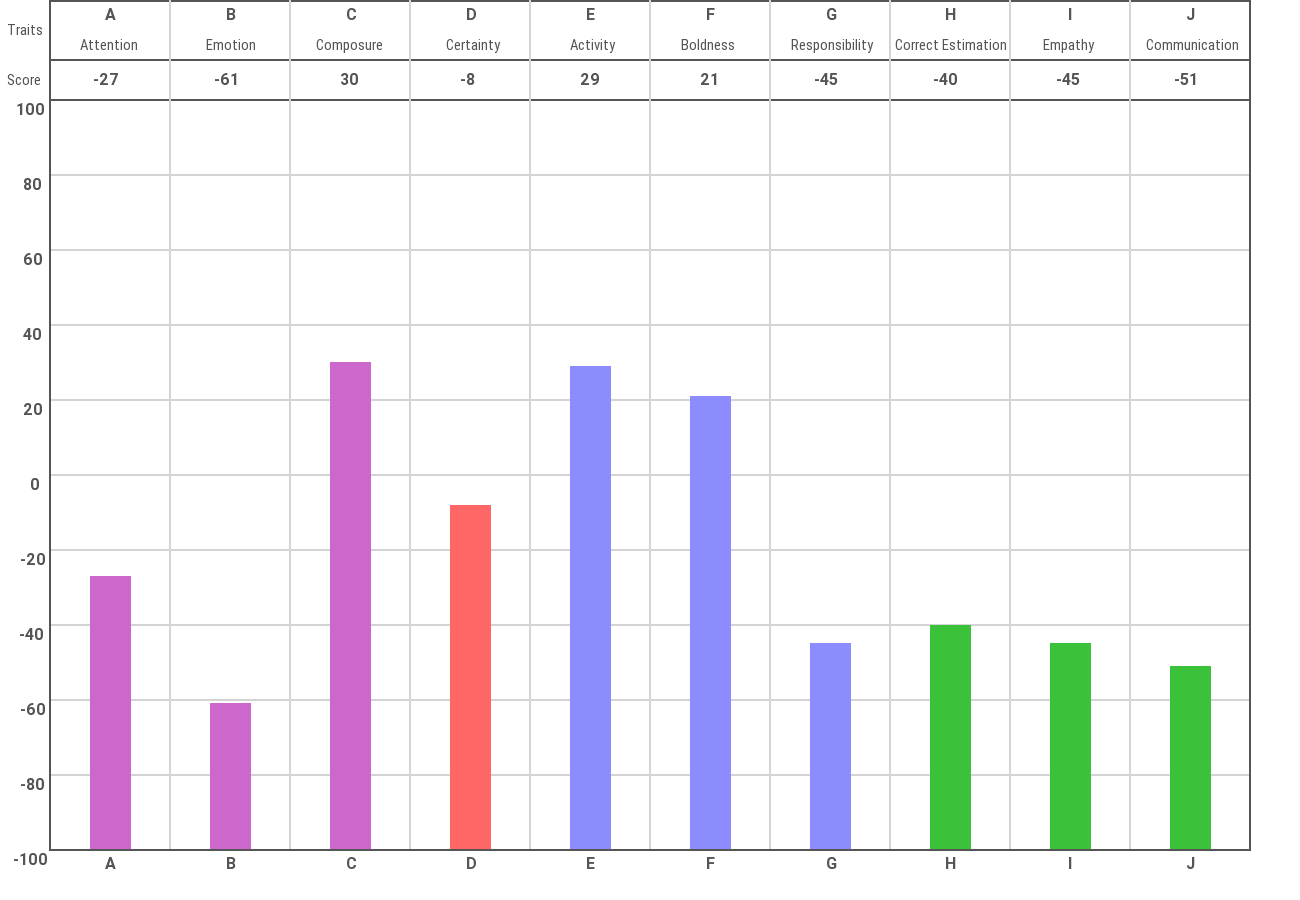 Traits A B C D E F G H I J
Attention Emotion Composure Certainty Activity Boldness Responsibility Correct Estimation Empathy Communication
Score -27 -61 30 -8 29 21 -45 -40 -45 -51
100
80
60
40
20
0
-20
-40
-60
-80
-100
A B C D E F G H I J